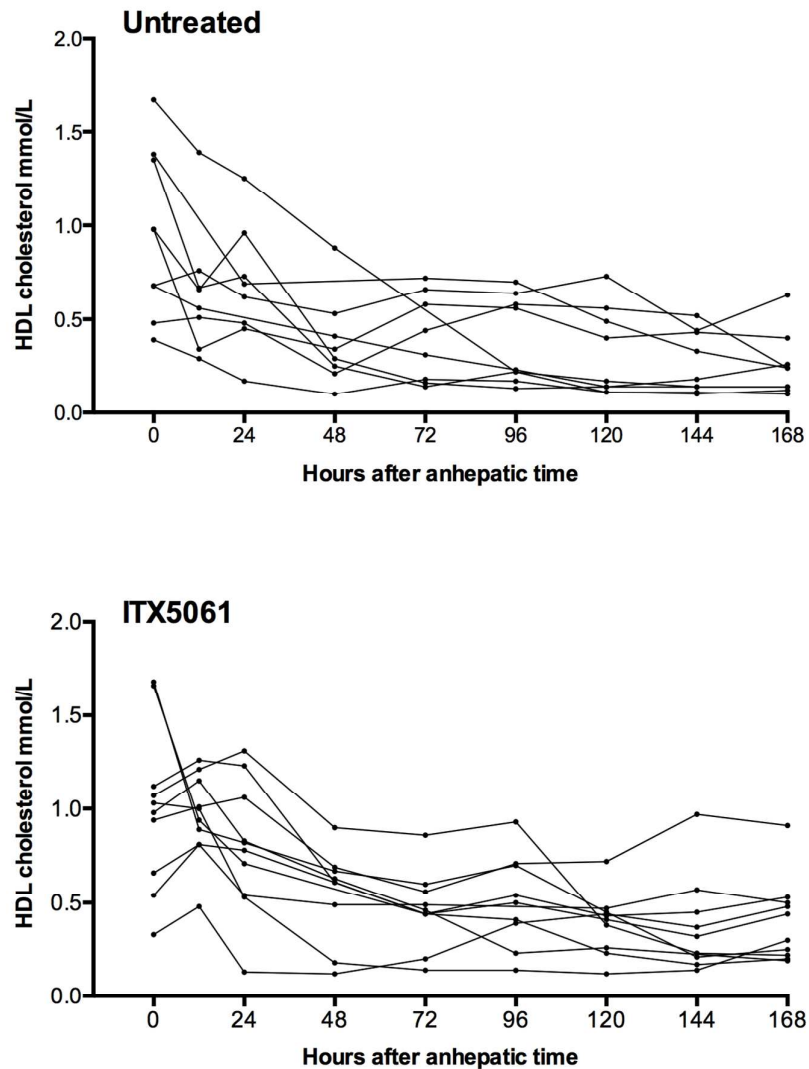 Untreated
2.0
1.5
1.0
0.5
0.0
HDL cholesterol mmol/L
0 24 48 72 96 120 144 168
Hours after anhepatic time
ITX5061
2.0
1.5
1.0
0.5
0.0
HDL cholesterol mmol/L
0 24 48 72 96 120 144 168
Hours after anhepatic time